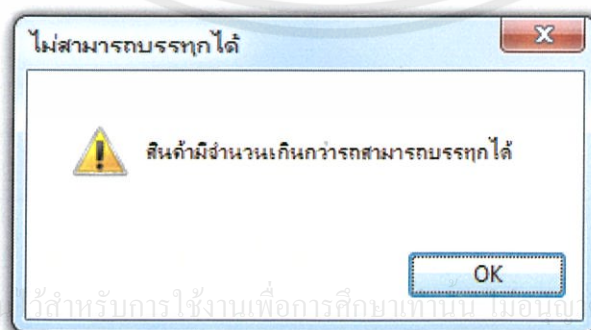 ไม่สามารถบรรทุกได้
สินค้ามีจำนวนเกินกว่ารถสามารถบรรทุกได้
OK
ไว้สำหรับการใช้งานเพื่อการศึกษาเท่านั้น ไม่อนุญา